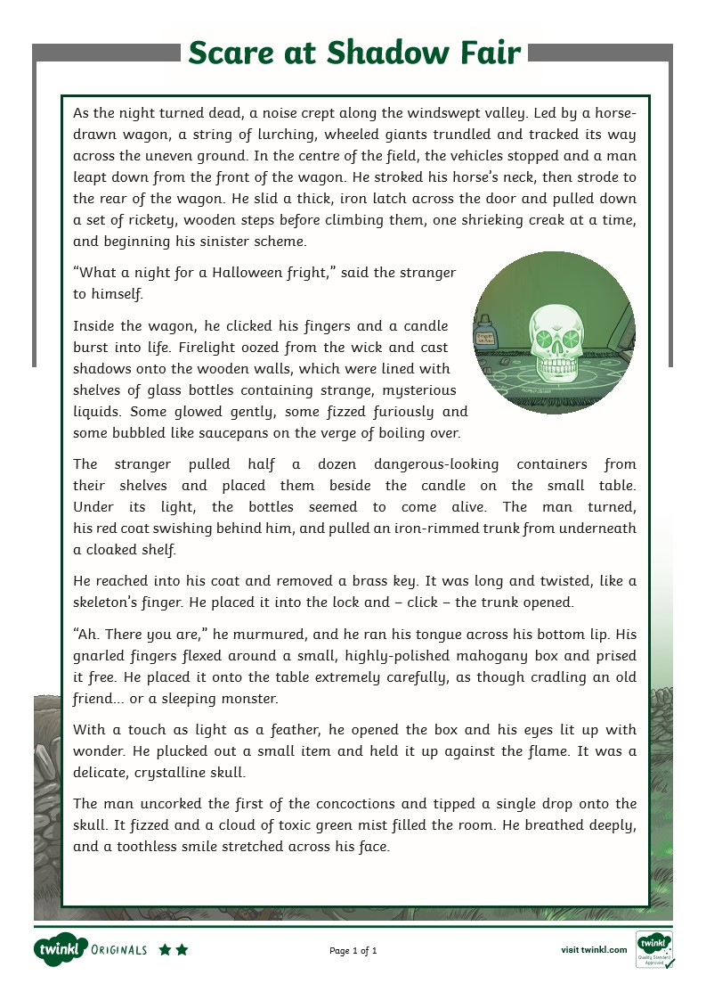 Scare at Shadow Fair
As the night turned dead, a noise crept along the windswept valley. Led by a horse-
drawn wagon, a string of lurching, wheeled giants trundled and tracked its way
across the uneven ground. In the centre of the field, the vehicles stopped and a man
leapt down from the front of the wagon. He stroked his horse’s neck, then strode to
the rear of the wagon. He slid a thick, iron latch across the door and pulled down
a set of rickety, wooden steps before climbing them, one shrieking creak at a time,
and beginning his sinister scheme.
“What a night for a Halloween fright,” said the stranger
to himself.
Inside the wagon, he clicked his fingers and a candle
burst into life. Firelight oozed from the wick and cast
shadows onto the wooden walls, which were lined with
shelves of glass bottles containing strange, mysterious
liquids. Some glowed gently, some fizzed furiously and
some bubbled like saucepans on the verge of boiling over.
The stranger pulled half a dozen dangerous-looking containers from
their shelves and placed them beside the candle on the small table.
Under its light, the bottles seemed to come alive. The man turned,
his red coat swishing behind him, and pulled an iron-rimmed trunk from underneath
a cloaked shelf.
He reached into his coat and removed a brass key. It was long and twisted, like a
skeleton’s finger. He placed it into the lock and – click – the trunk opened.
“Ah. There you are,” he murmured, and he ran his tongue across his bottom lip. His
gnarled fingers flexed around a small, highly-polished mahogany box and prised
it free. He placed it onto the table extremely carefully, as though cradling an old
friend... or a sleeping monster.
With a touch as light as a feather, he opened the box and his eyes lit up with
wonder. He plucked out a small item and held it up against the flame. It was a
delicate, crystalline skull.
The man uncorked the first of the concoctions and tipped a single drop onto the
skull. It fizzed and a cloud of toxic green mist filled the room. He breathed deeply,
and a toothless smile stretched across his face.
twinkl ORIGINALS
Page 1 of 1
visit twinkl.com
twinkl
Quality Standard
Approved